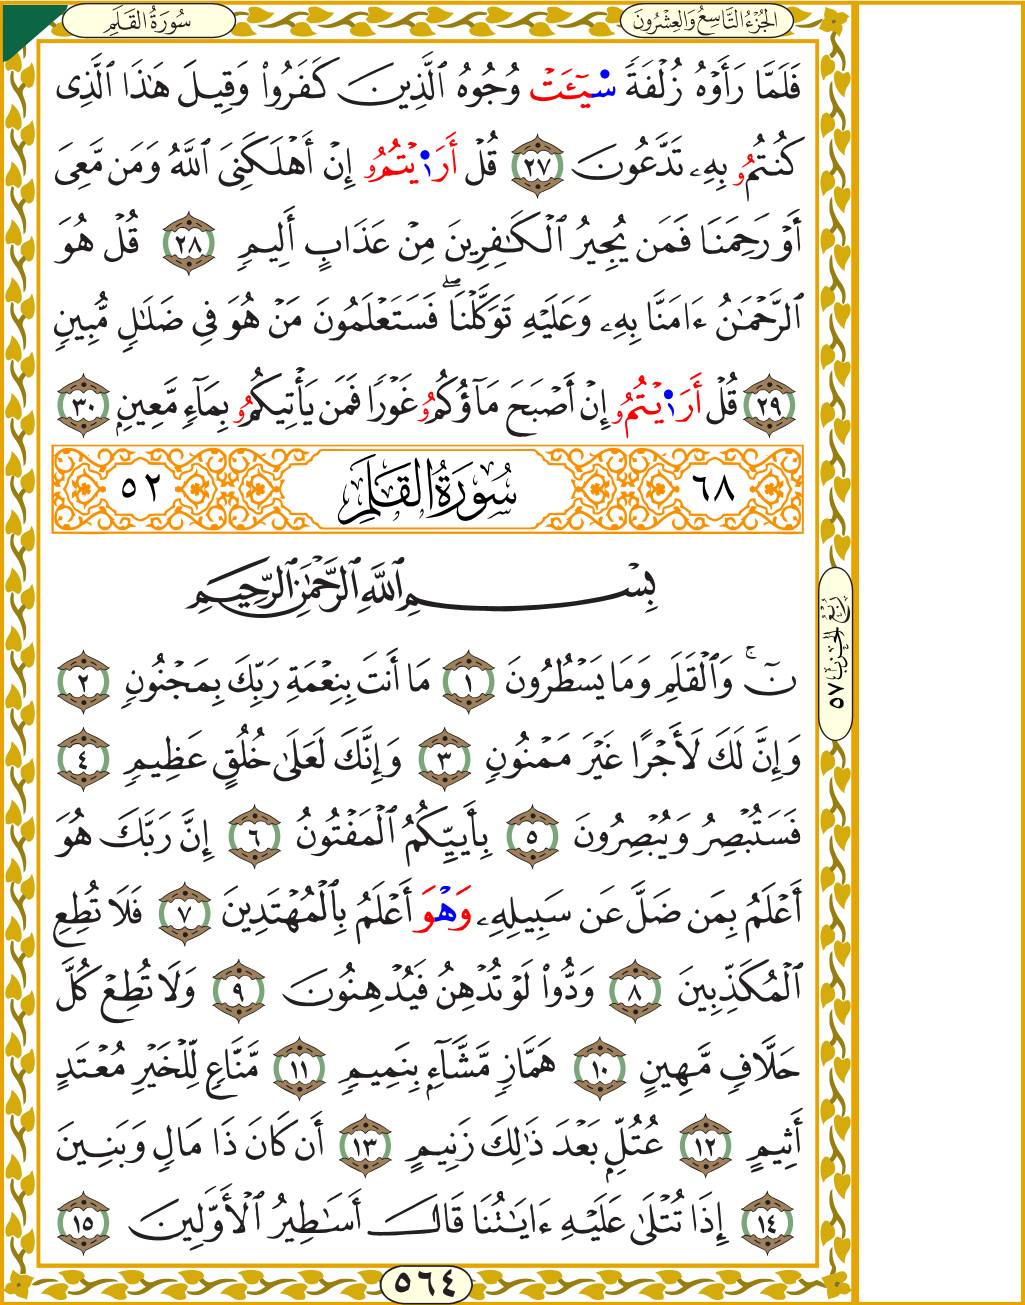 سُورَةُ القَلَمِ
الجُزْءُ التَّاسِعُ وَالعِشْرُونَ
فَلَمَّا رَأَوْهُ زُلْفَةً سِيٓـَٔتْ وُجُوهُ ٱلَّذِينَ كَفَرُوا۟ وَقِيلَ هَـٰذَا ٱلَّذِى
كُنتُمُو بِهِۦ تَدَّعُونَ ٢٧ قُلْ أَرَٰيْتُمُو إِنْ أَهْلَكَنِىَ ٱللَّهُ وَمَن مَّعِىَ
أَوْ رَحِمَنَا فَمَن يُجِيرُ ٱلْكَـٰفِرِينَ مِنْ عَذَابٍ أَلِيمٍ ٢٨ قُلْ هُوَ
ٱلرَّحْمَـٰنُ ءَامَنَّا بِهِۦ وَعَلَيْهِ تَوَكَّلْنَا ۖ فَسَتَعْلَمُونَ مَنْ هُوَ فِى ضَلَـٰلٍ مُّبِينٍ
٢٩ قُلْ أَرَٰيْتُمُو إِنْ أَصْبَحَ مَآؤُكُمُو غَوْرًا فَمَن يَأْتِيكُمُو بِمَآءٍ مَّعِينٍ ٣٠
٦٨ سُورَةُ القَلَمِ ٥٢
بِسْمِ ٱللَّهِ ٱلرَّحْمَـٰنِ ٱلرَّحِيمِ
نٓ ۚ وَٱلْقَلَمِ وَمَا يَسْطُرُونَ ١ مَا أَنتَ بِنِعْمَةِ رَبِّكَ بِمَجْنُونٍ ٢
وَإِنَّ لَكَ لَأَجْرًا غَيْرَ مَمْنُونٍ ٣ وَإِنَّكَ لَعَلَىٰ خُلُقٍ عَظِيمٍ ٤
فَسَتُبْصِرُ وَيُبْصِرُونَ ٥ بِأَييِّكُمُ ٱلْمَفْتُونُ ٦ إِنَّ رَبَّكَ هُوَ
أَعْلَمُ بِمَن ضَلَّ عَن سَبِيلِهِۦ وَهْوَ أَعْلَمُ بِٱلْمُهْتَدِينَ ٧ فَلَا تُطِعِ
ٱلْمُكَذِّبِينَ ٨ وَدُّوا۟ لَوْ تُدْهِنُ فَيُدْهِنُونَ ٩ وَلَا تُطِعْ كُلَّ
حَلَّافٍ مَّهِينٍ ١٠ هَمَّازٍ مَّشَّآءٍ بِنَمِيمٍ ١١ مَّنَّاعٍ لِّلْخَيْرِ مُعْتَدٍ
أَثِيمٍ ١٢ عُتُلٍّ بَعْدَ ذَٰلِكَ زَنِيمٍ ١٣ أَن كَانَ ذَا مَالٍ وَبَنِينَ
١٤ إِذَا تُتْلَىٰ عَلَيْهِ ءَايَـٰتُنَا قَالَ أَسَـٰطِيرُ ٱلْأَوَّلِينَ ١٥
رُبْعُ الحِزْبِ ٥٧
٥٦٤